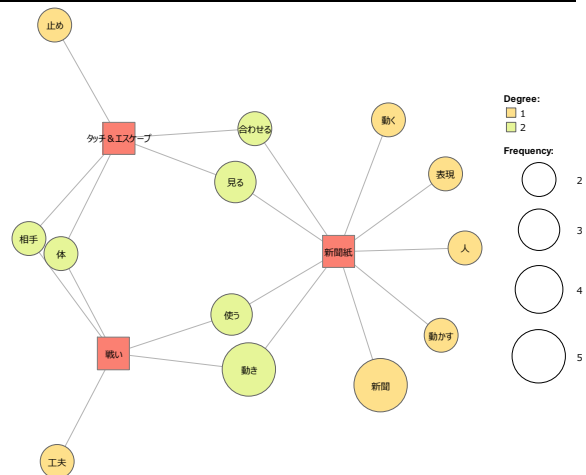 止め
タッチ＆エスケープ
合わせる
動く
見る
表現
相手
体
新聞紙
人
使う
動かす
戦い
動き
新聞
工夫
Degree:
1
2
Frequency:
2
3
4
5